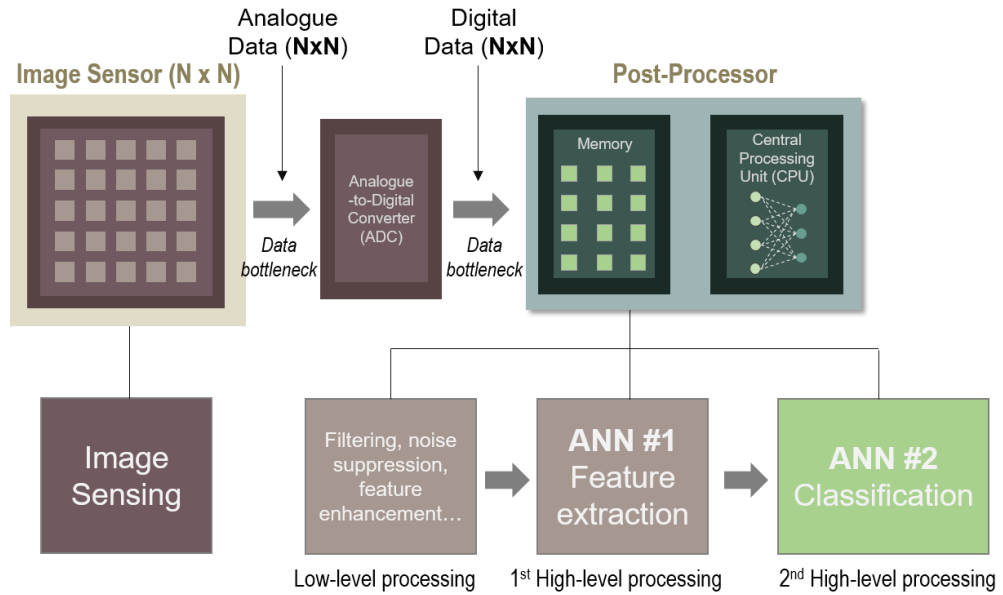 Analogue
Data (NxN)
Digital
Data (NxN)
Image Sensor (N x N)
Post-Processor
Analogue
-to-Digital
Converter
(ADC)
Memory
Central
Processing
Unit (CPU)
Data
bottleneck
Data
bottleneck
Image
Sensing
Filtering, noise
suppression,
feature
enhancement...
ANN #1
Feature
extraction
ANN #2
Classification
Low-level processing
1st High-level processing
2nd High-level processing